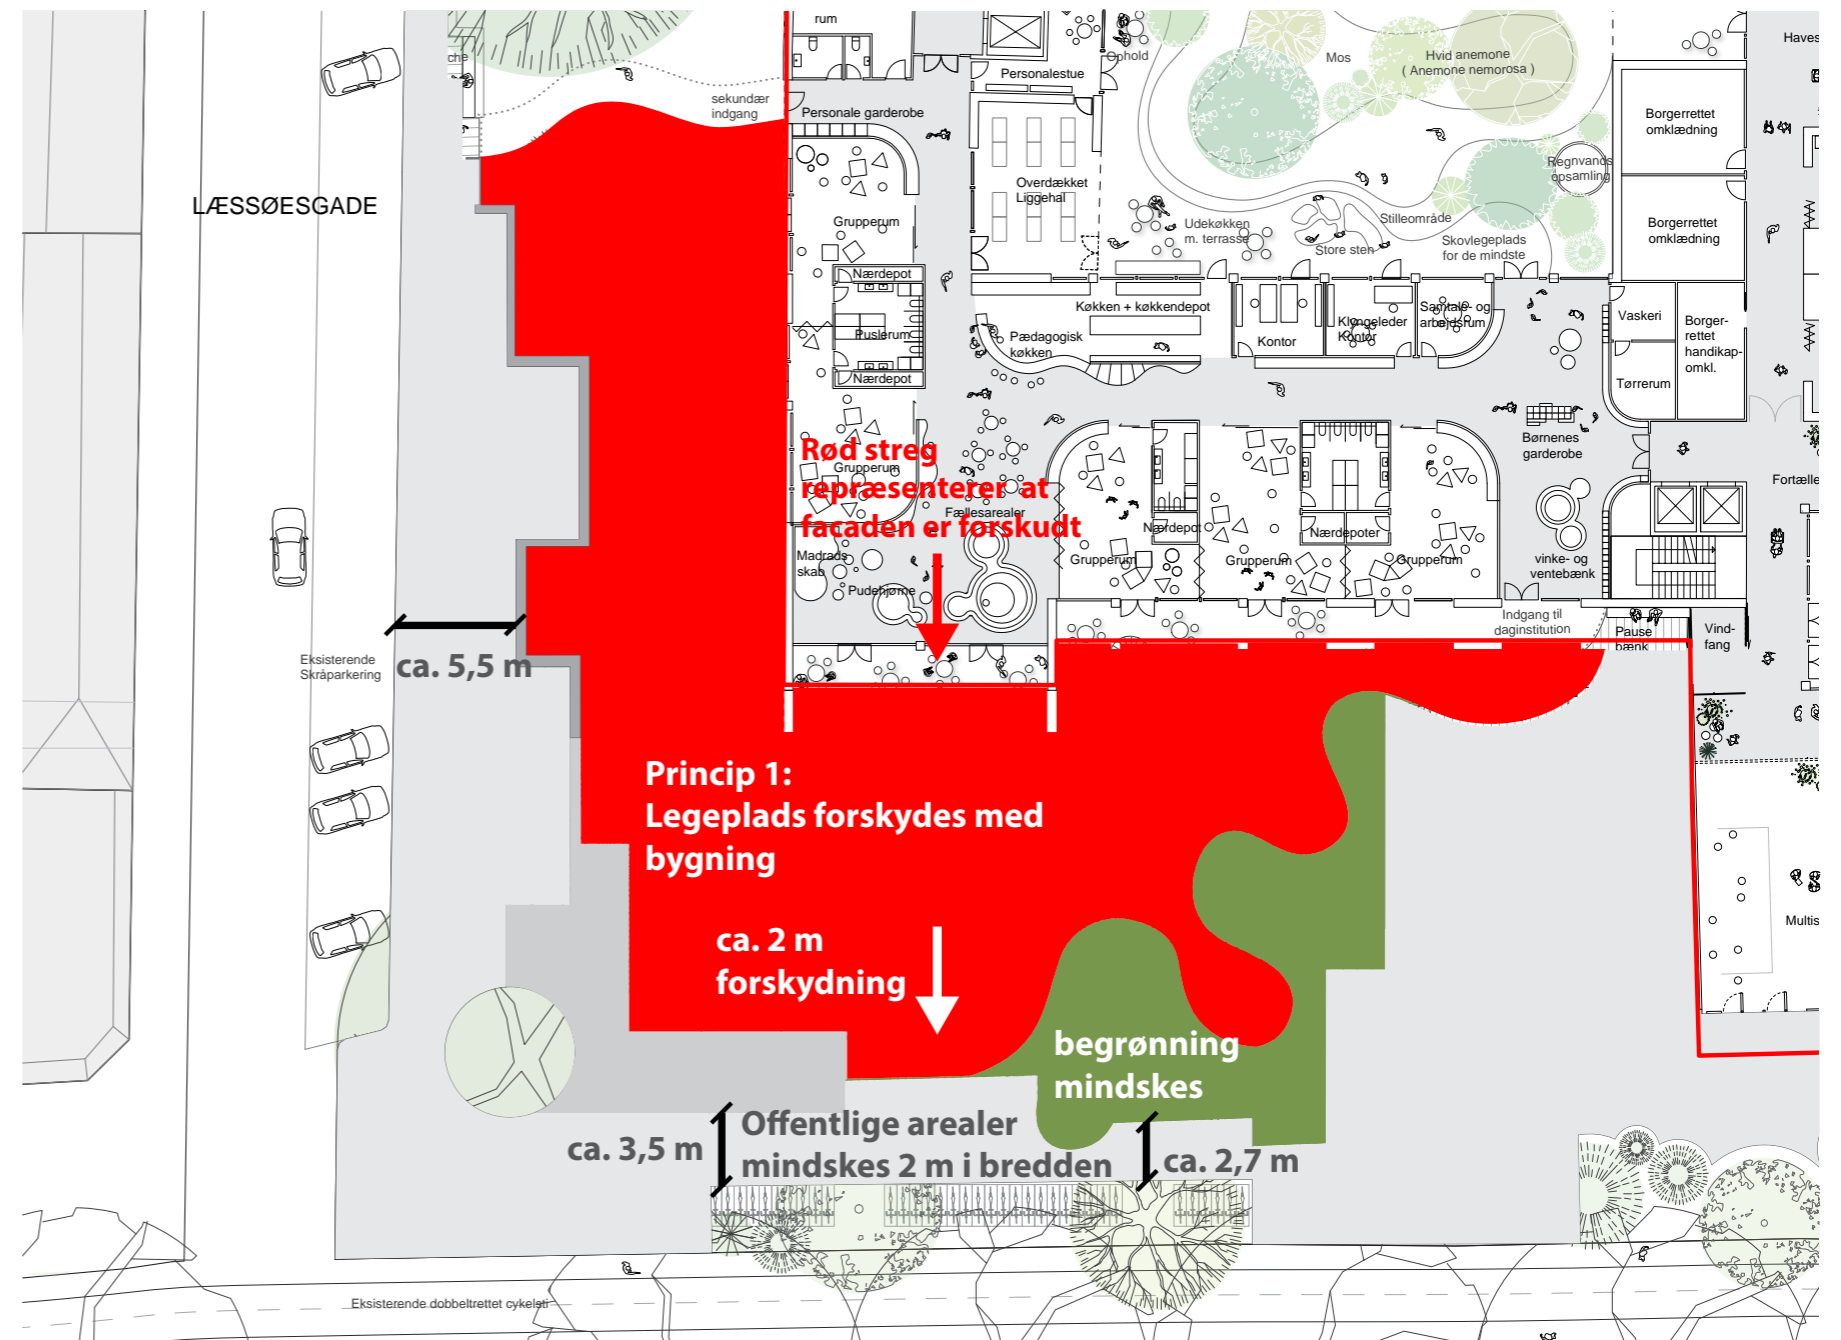 rum
che
sekundær
indgang
Personale garderobe
Personalestue
Ophold
Mos
Hvid anemone
( Anemone nemorosa )
Haves
Borgerrettet
omklædning
Regnvands
opsamling
Overdækket
Liggehal
LÆSSØESGADE
Grupperum
Udekøkken
m. terrasse
Stilleområde
Store sten
Skovlegeplads
for de mindste
Borgerrettet
omklædning
Nærdepot
Puslerum
Nærdepot
Køkken + køkkendepot
Pædagogisk
køkken
Kontor
Klyngeleder
Kontor
Samtale- og
arbejdsrum
Vaskeri
Tørrerum
Borger-
rettet
handikap-
omkl.
Børnenes
garderobe
Rød streg
repræsenterer at
facaden er forskudt
Grupperum
Fællesarealer
Fortælle
Madrads
skab
Pudehjørne
Nærdepot
Nærdepoter
Grupperum
Grupperum
Grupperum
vinke- og
ventebænk
Indgang til
daginstitution
Pause
bænk
Vind-
fang
Eksisterende
Skråparkering
ca. 5,5 m
Princip 1:
Legeplads forskydes med
bygning
ca. 2 m
forskydning
Multis
begrønning
mindskes
Offentlige arealer
mindskes 2 m i bredden
ca. 3,5 m
ca. 2,7 m
Eksisterende dobbeltrettet cykelsti